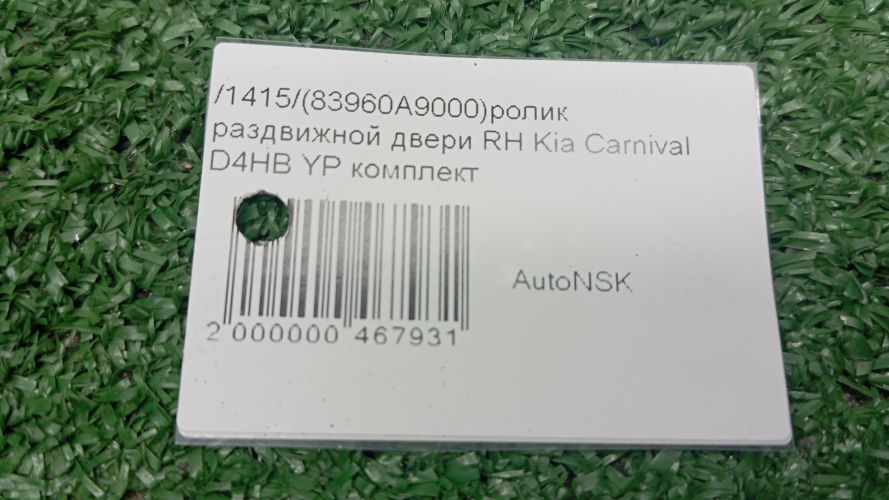 /1415/(83960A9000)ролик
раздвижной двери RH Kia Carnival
D4HB YP комплект
AutoNSK
2 000000 467931